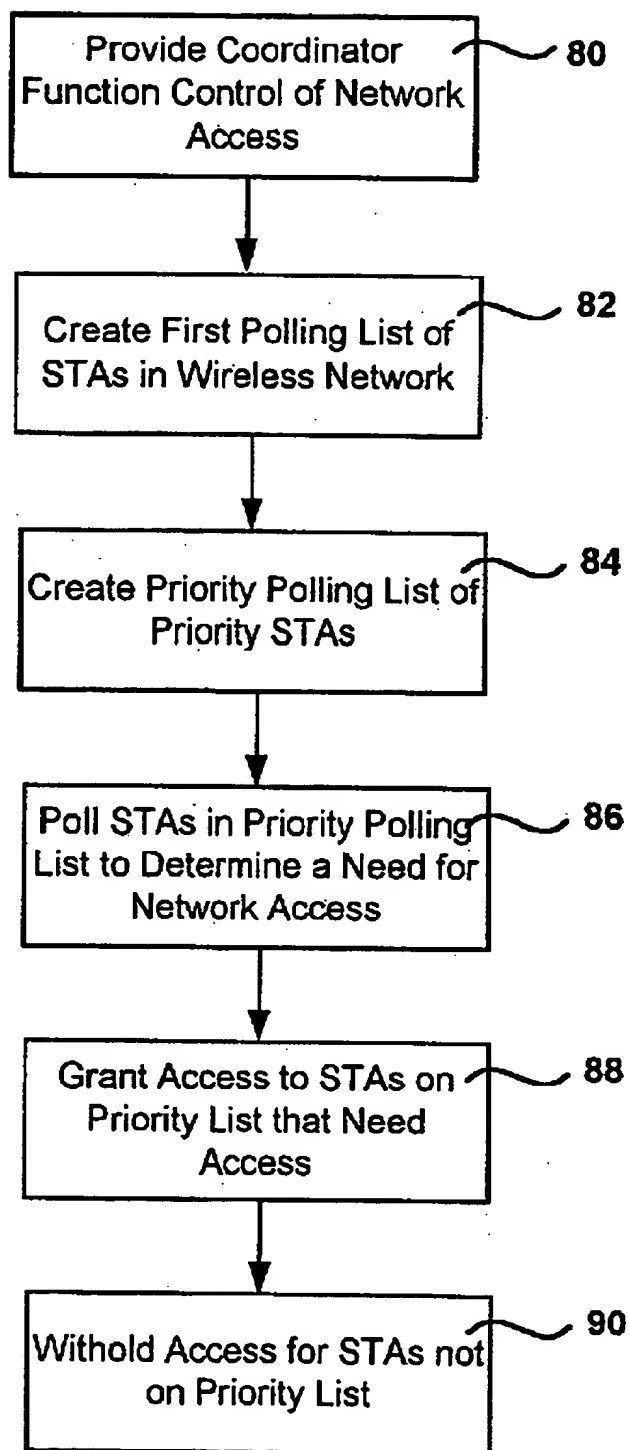 Provide Coordinator
Function Control of Network
Access
80
Create First Polling List of
STAs in Wireless Network
82
Create Priority Polling List of
Priority STAs
84
Poll STAs in Priority Polling
List to Determine a Need for
Network Access
86
Grant Access to STAs on
Priority List that Need
Access
88
Withold Access for STAs not
on Priority List
90